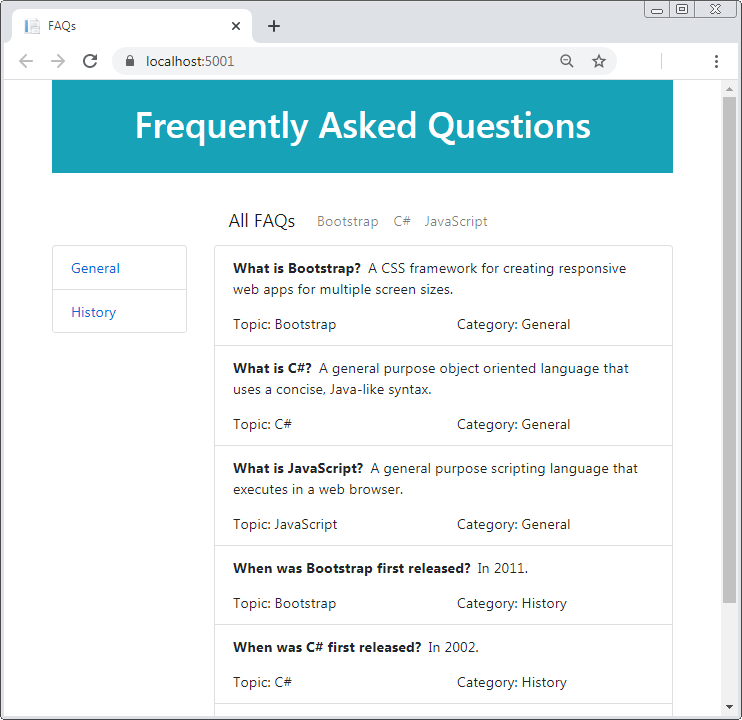 FAQs
localhost:5001
Frequently Asked Questions
All FAQs Bootstrap C# JavaScript
General
History
What is Bootstrap? A CSS framework for creating responsive
web apps for multiple screen sizes.
Topic: Bootstrap Category: General
What is C#? A general purpose object oriented language that
uses a concise, Java-like syntax.
Topic: C# Category: General
What is JavaScript? A general purpose scripting language that
executes in a web browser.
Topic: JavaScript Category: General
When was Bootstrap first released? In 2011.
Topic: Bootstrap Category: History
When was C# first released? In 2002.
Topic: C# Category: History